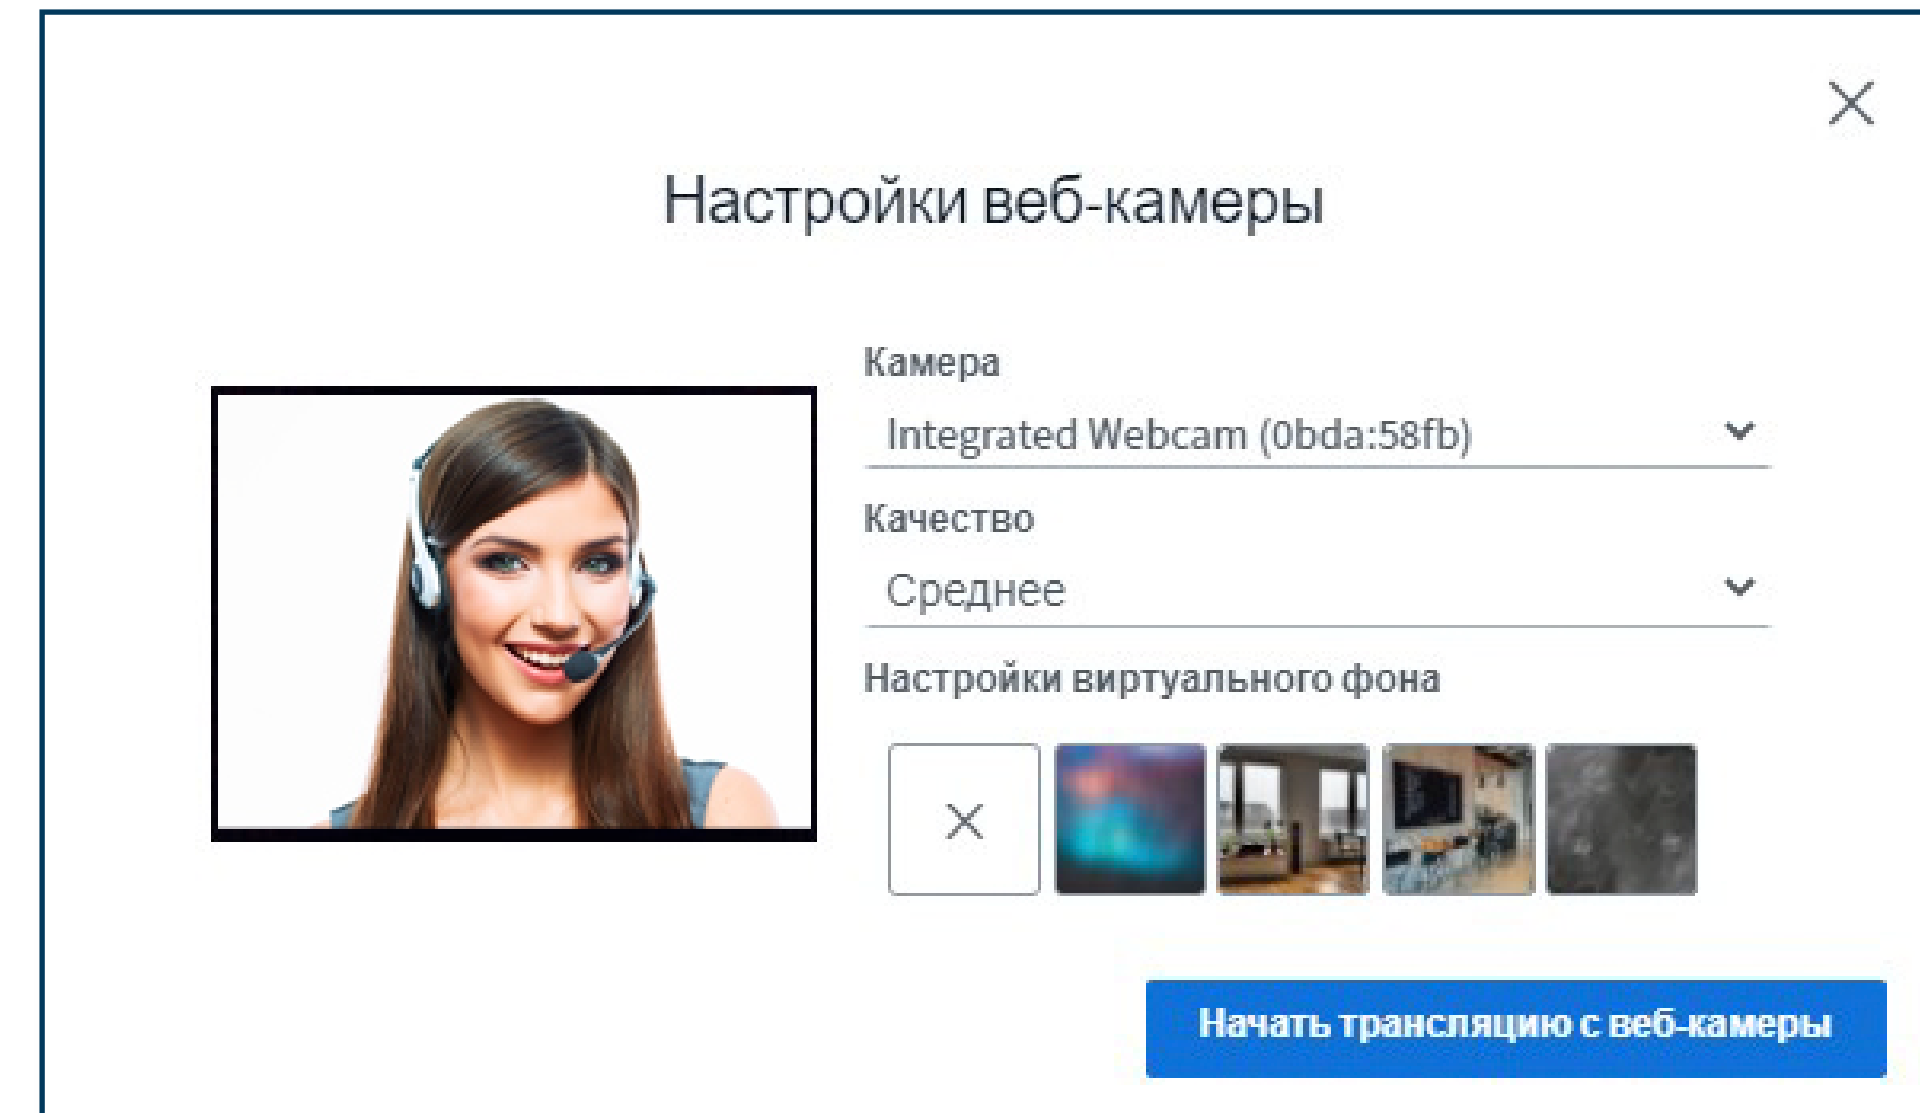 Настройки веб-камеры
Камера
Integrated Webcam (0bda:58fb)
Качество
Среднее
Настройки виртуального фона
Начать трансляцию с веб-камеры